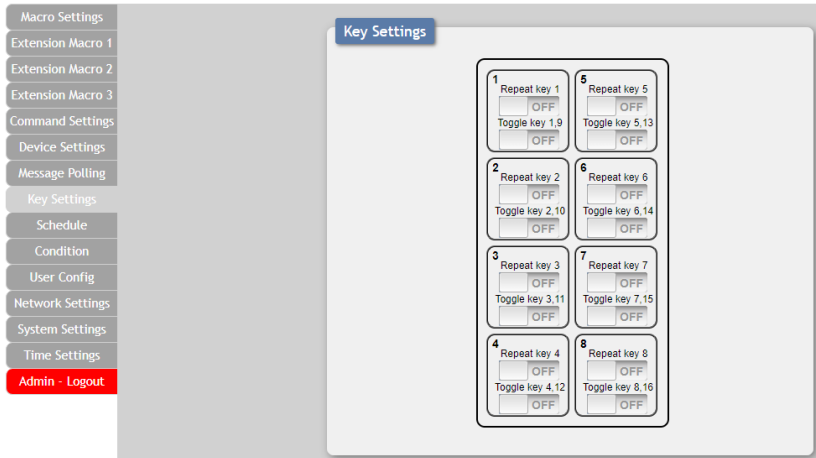 Macro Settings
Extension Macro 1
Extension Macro 2
Extension Macro 3
Command Settings
Device Settings
Message Polling
Key Settings
Schedule
Condition
User Config
Network Settings
System Settings
Time Settings
Admin - Logout
Key Settings
1
Repeat key 1
OFF
Toggle key 1,9
OFF
5
Repeat key 5
OFF
Toggle key 5,13
OFF
2
Repeat key 2
OFF
Toggle key 2,10
OFF
6
Repeat key 6
OFF
Toggle key 6,14
OFF
3
Repeat key 3
OFF
Toggle key 3,11
OFF
7
Repeat key 7
OFF
Toggle key 7,15
OFF
4
Repeat key 4
OFF
Toggle key 4,12
OFF
8
Repeat key 8
OFF
Toggle key 8,16
OFF